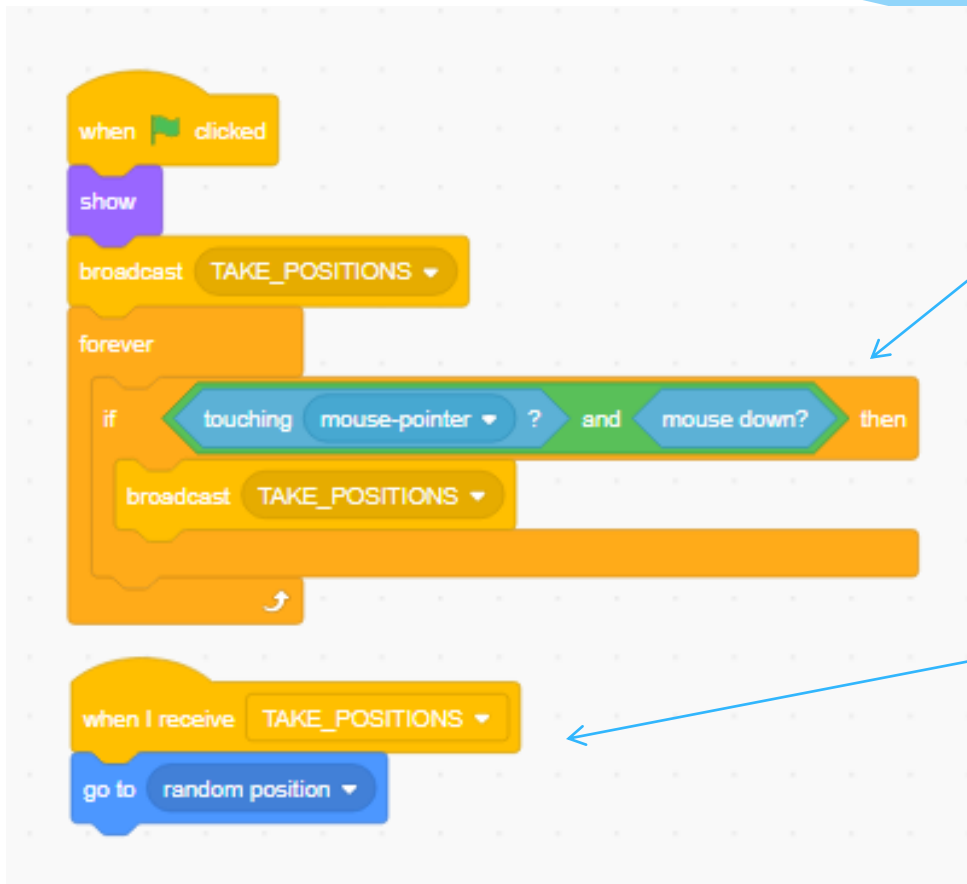 when clicked
show
broadcast TAKE_POSITIONS
forever
if touching mouse-pointer ? and mouse down? then
broadcast TAKE_POSITIONS
when I receive TAKE_POSITIONS
go to random position